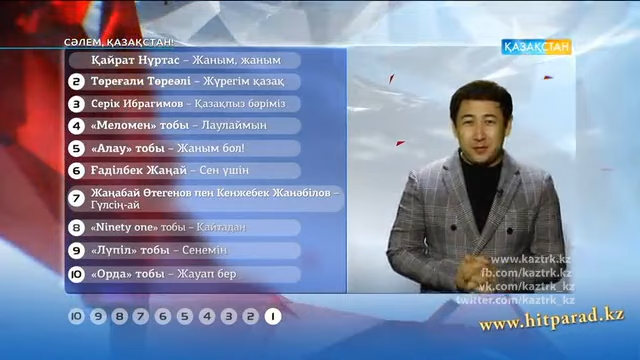 СӘЛЕМ, ҚАЗАҚСТАН!
ҚАЗАҚСТАН
Қайрат Нұртас – Жаным, жаным
2 Төреғали Төреәлі – Жүрегім қазақ
3 Серік Ибрагимов – Қазақпыз бәріміз
4 «Меломен» тобы – Лаулаймын
5 «Алау» тобы – Жаным бол!
6 Ғаділбек Жаңай – Сен үшін
7 Жаңабай Өтегенов пен Кенжебек Жанәбілов –
Гүлсің-ай
8 «Ninety one» тобы – Қайтадан
9 «Лүпіл» тобы – Сенемін
10 «Орда» тобы – Жауап бер
10 9 8 7 6 5 4 3 2 1
www.kaztrk.kz
fb.com/kaztrk.kz
vk.com/kaztrk_kz
twitter.com/kaztrk_kz
www.hitparad.kz